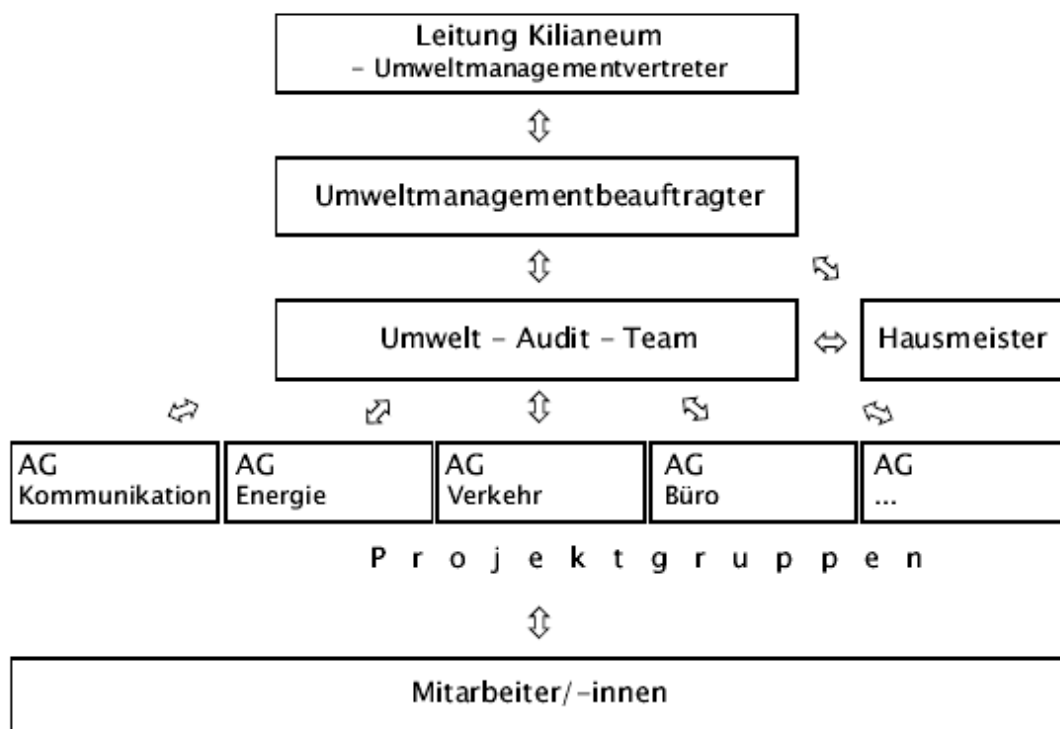 Leitung Kilianeum
– Umweltmanagementvertreter
Umweltmanagementbeauftragter
Umwelt – Audit – Team
Hausmeister
AG
Kommunikation
AG
Energie
AG
Verkehr
AG
Büro
AG
...
Projektgruppen
Mitarbeiter/-innen